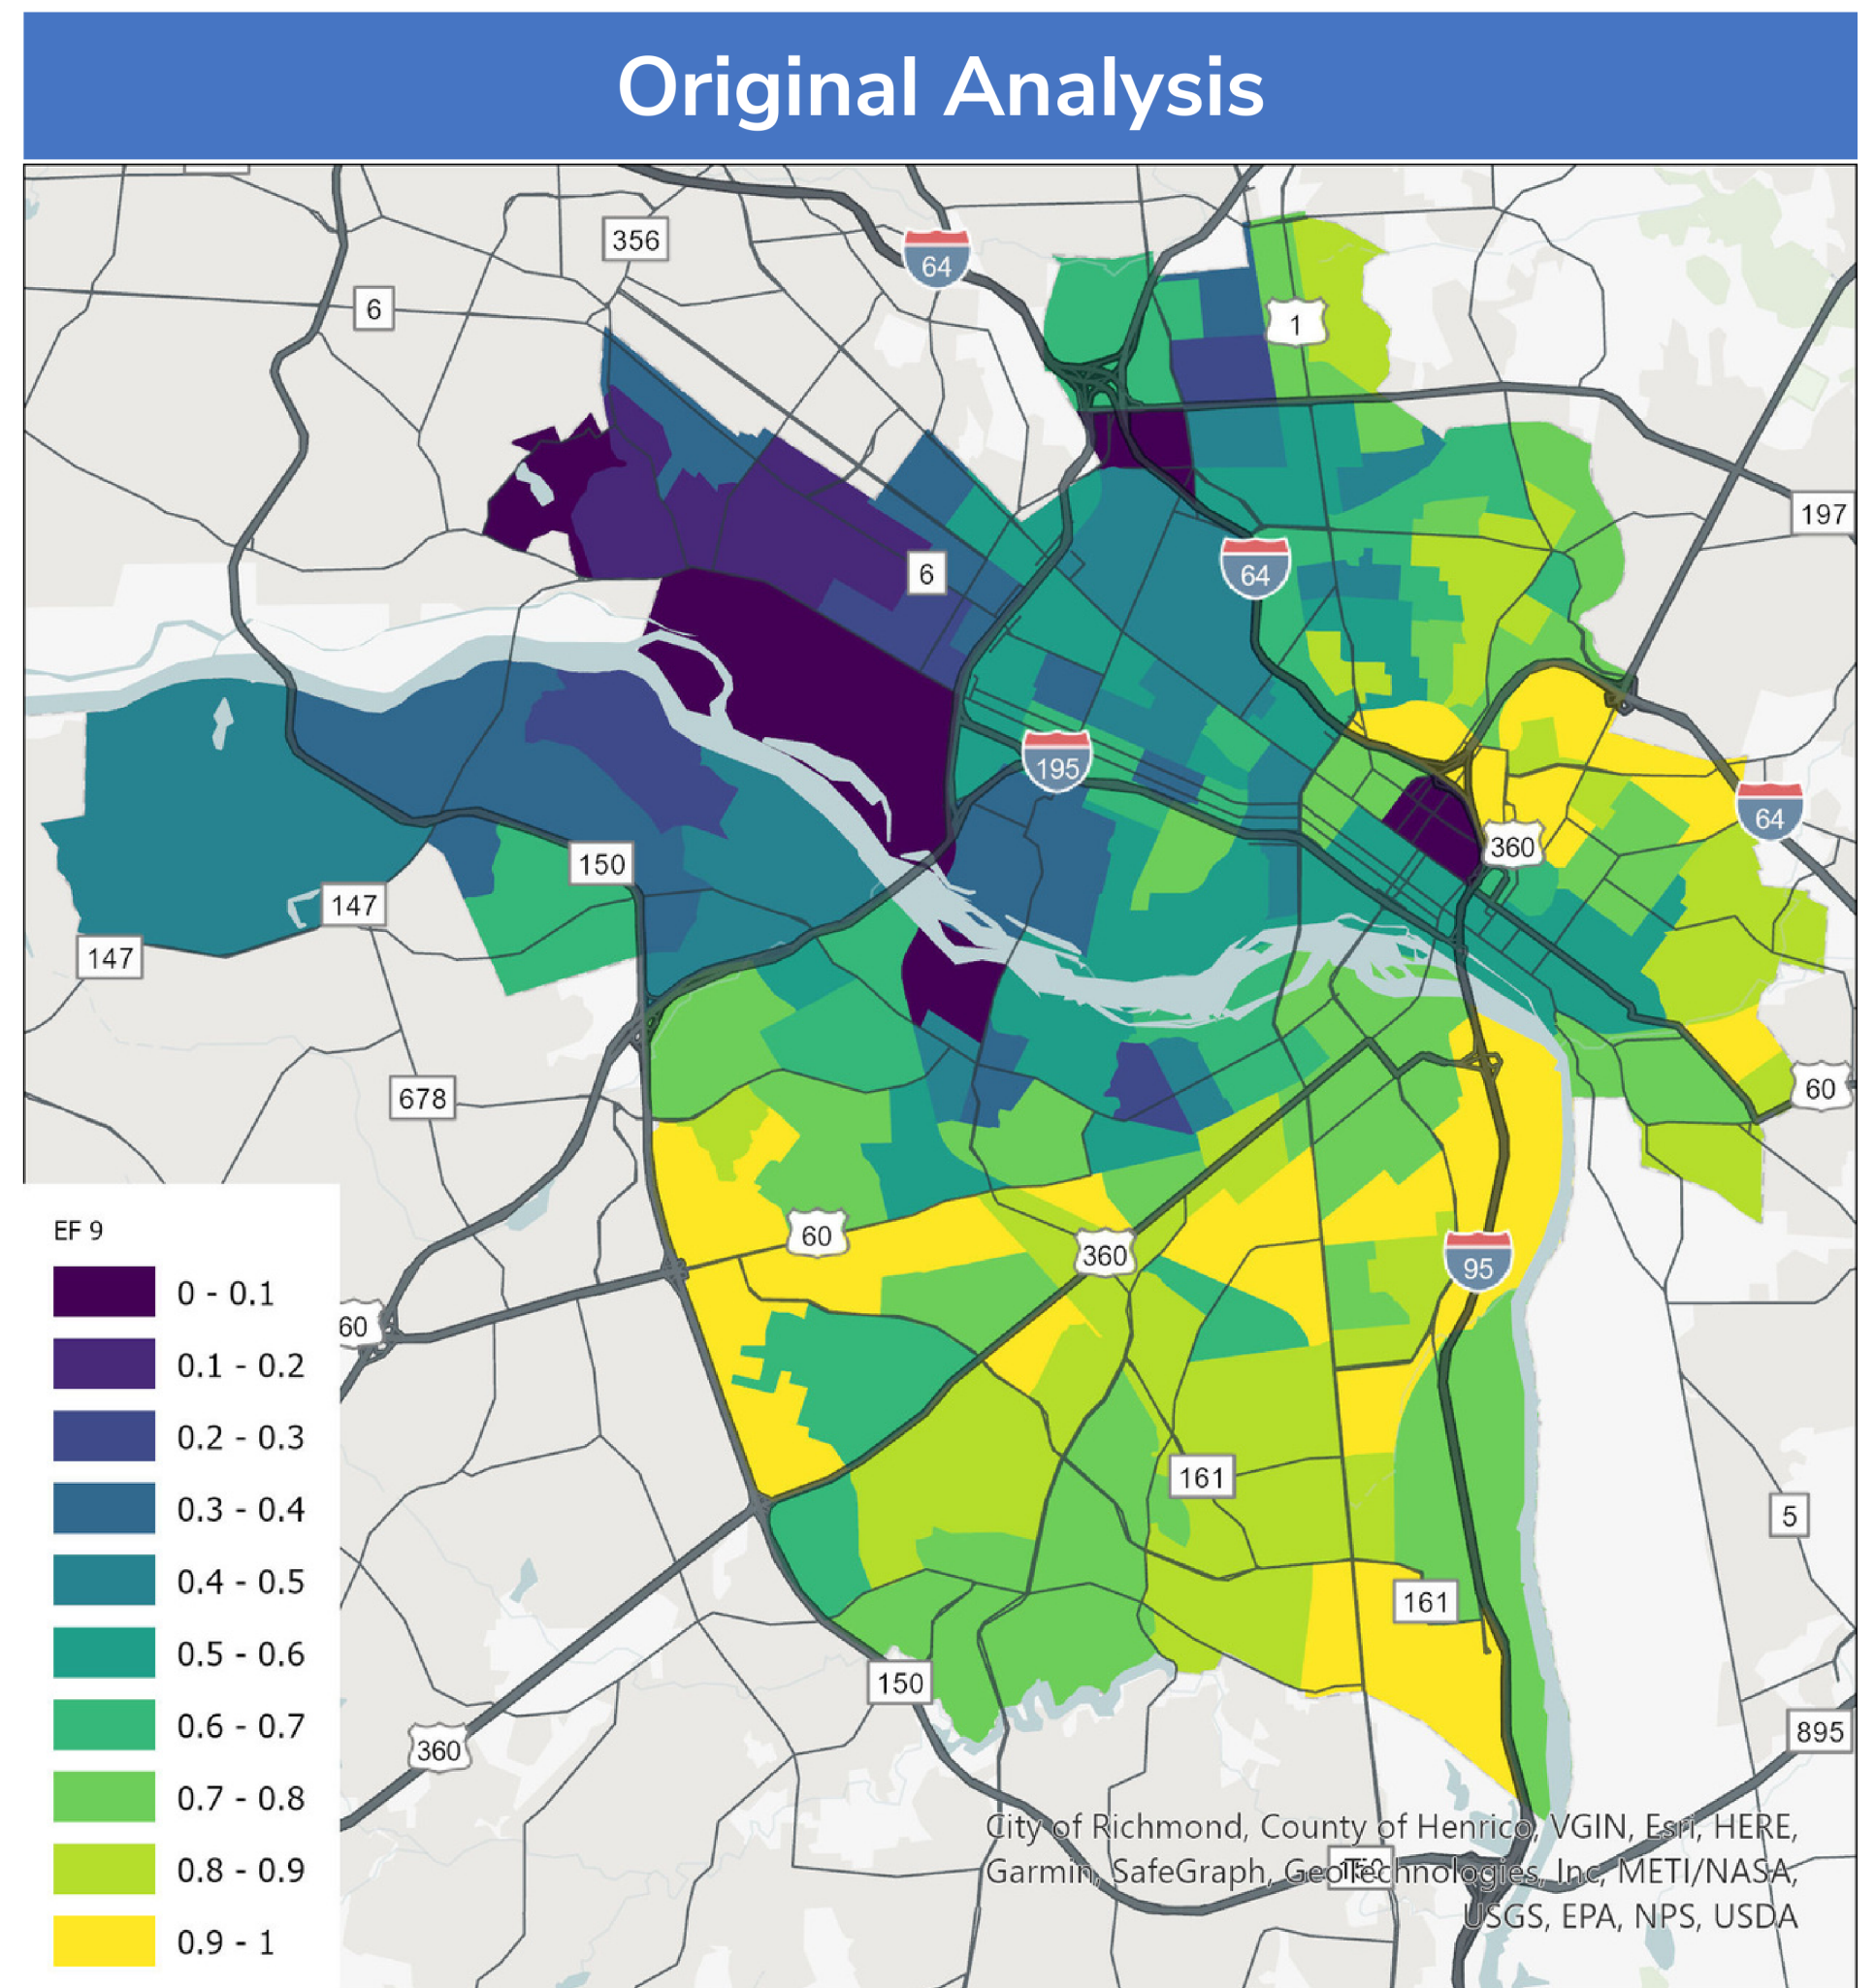 Original Analysis
356
64
6
1
197
6
64
195
64
360
150
147
147
678
60
60
360
60
95
161
5
161
150
895
360
EF 9
0 - 0.1
0.1 - 0.2
0.2 - 0.3
0.3 - 0.4
0.4 - 0.5
0.5 - 0.6
0.6 - 0.7
0.7 - 0.8
0.8 - 0.9
0.9 - 1
City of Richmond, County of Henrico, VGIN, Esri, HERE,
Garmin, SafeGraph, GeoTechnologies, Inc, METI/NASA,
USGS, EPA, NPS, USDA